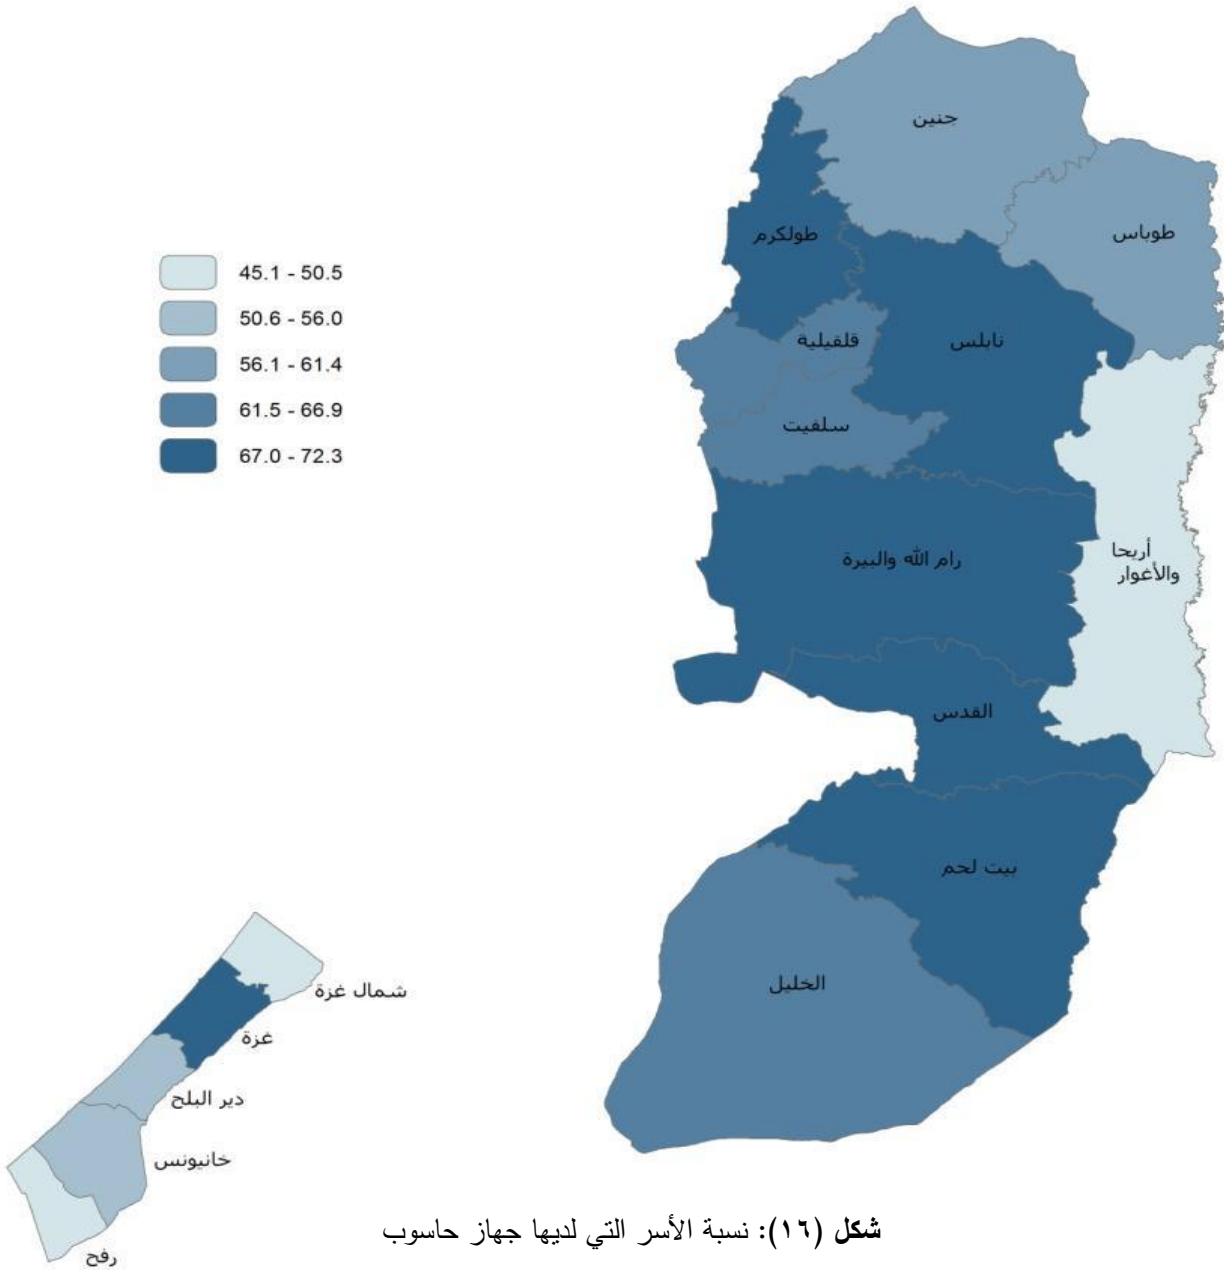 جنين
طوباس
طولكرم
45.1 - 50.5
50.6 - 56.0
56.1 - 61.4
61.5 - 66.9
67.0 - 72.3
قلقيلية
نابلس
سلفيت
أريحا
والأغوار
رام الله والبيرة
القدس
بيت لحم
الخليل
شمال غزة
غزة
دير البلح
خانيونس
رفح
شكل (١٦): نسبة الأسر التي لديها جهاز حاسوب